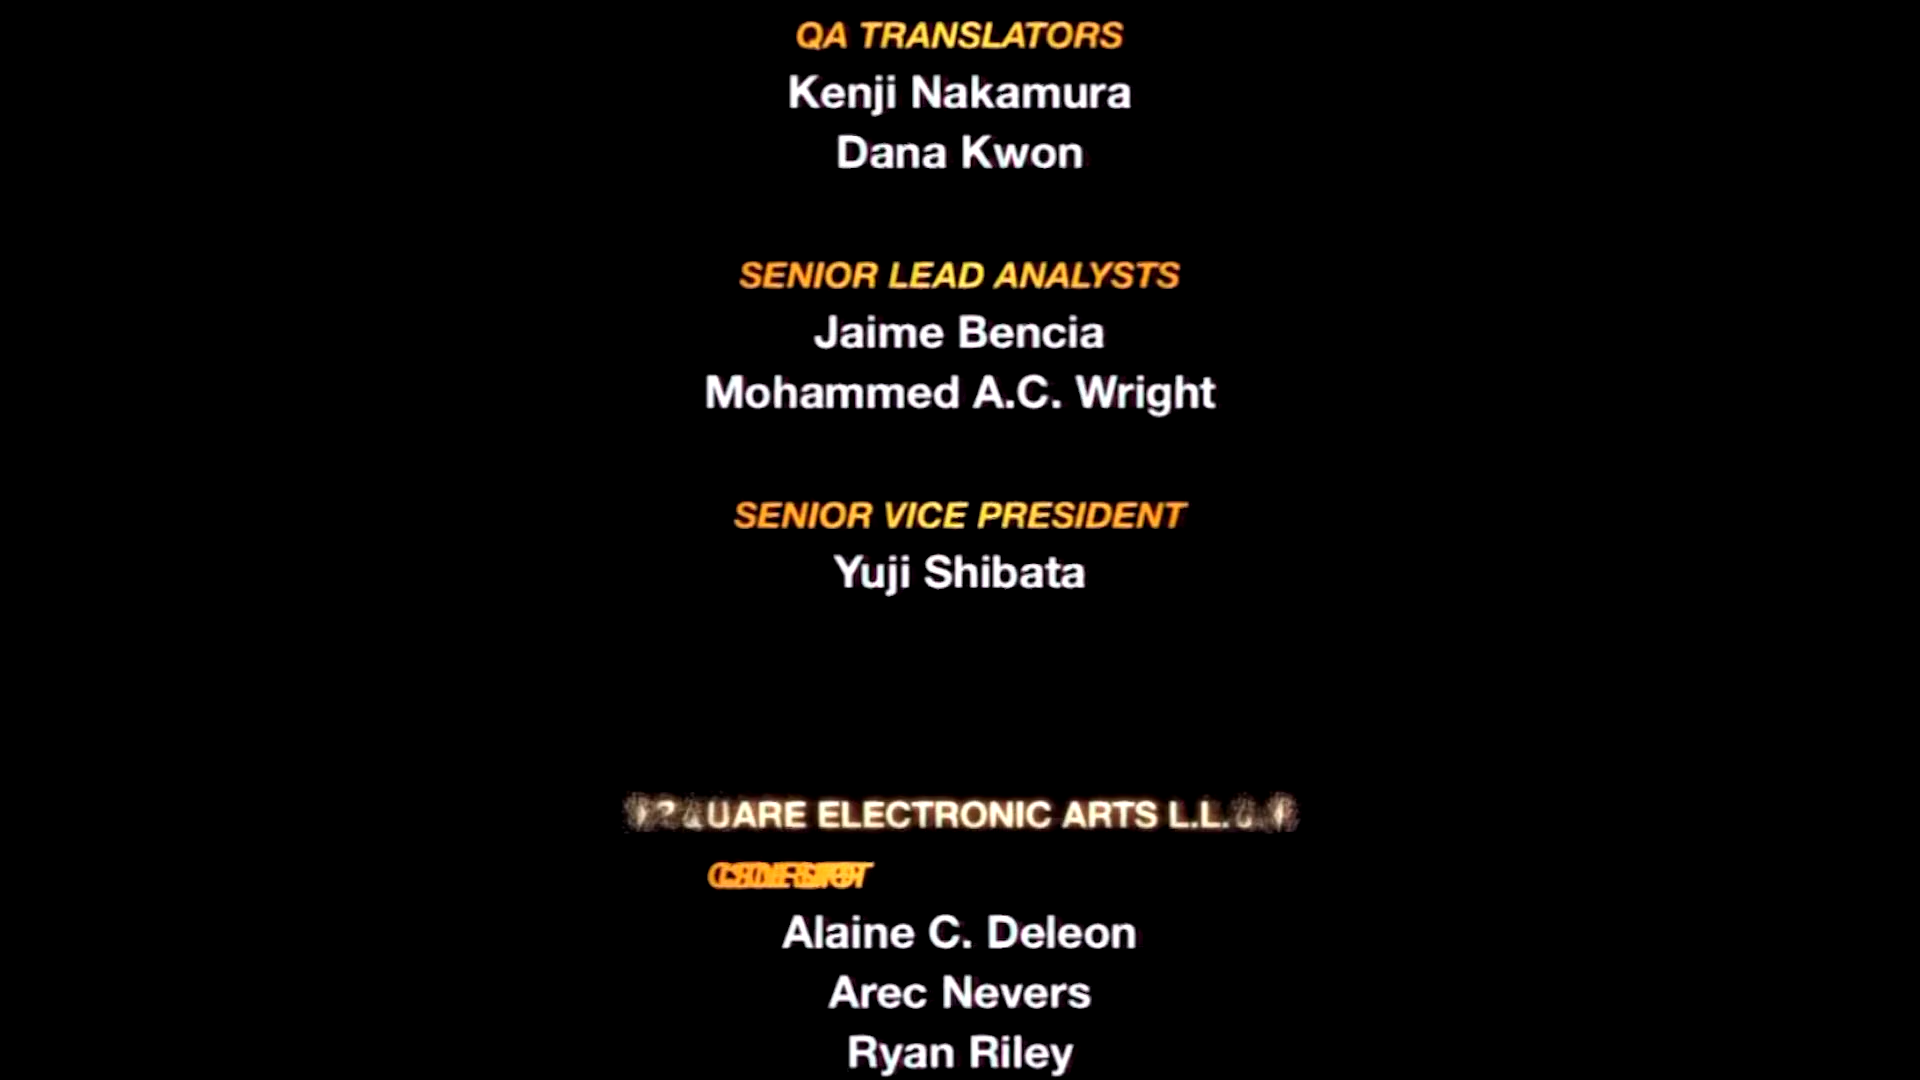 QA TRANSLATORS
Kenji Nakamura
Dana Kwon
SENIOR LEAD ANALYSTS
Jaime Bencia
Mohammed A.C. Wright
SENIOR VICE PRESIDENT
Yuji Shibata
ELECTRONIC ARTS
Alaine C. Deleon
Arec Nevers
Ryan Riley